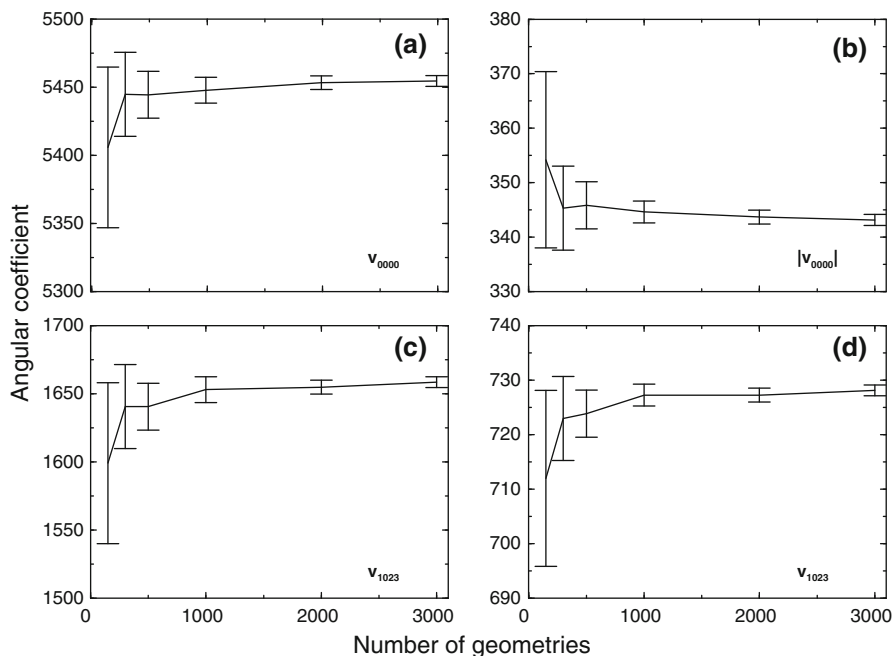 Angular coefficient
5500
5450
5400
5350
5300
(a)
v0000
380
370
360
350
340
330
(b)
|v0000|
1700
1650
1600
1550
1500
(c)
v1023
0 1000 2000 3000
740
730
720
710
700
690
(d)
v1023
0 1000 2000 3000
Number of geometries